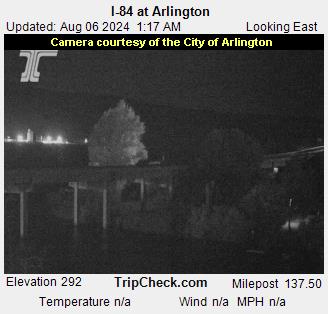 I-84 at Arlington
Updated: Aug 06 2024 1:17 AM Looking East
Camera courtesy of the City of Arlington
Elevation 292 TripCheck.com Milepost 137.50
Temperature n/a Wind n/a MPH n/a